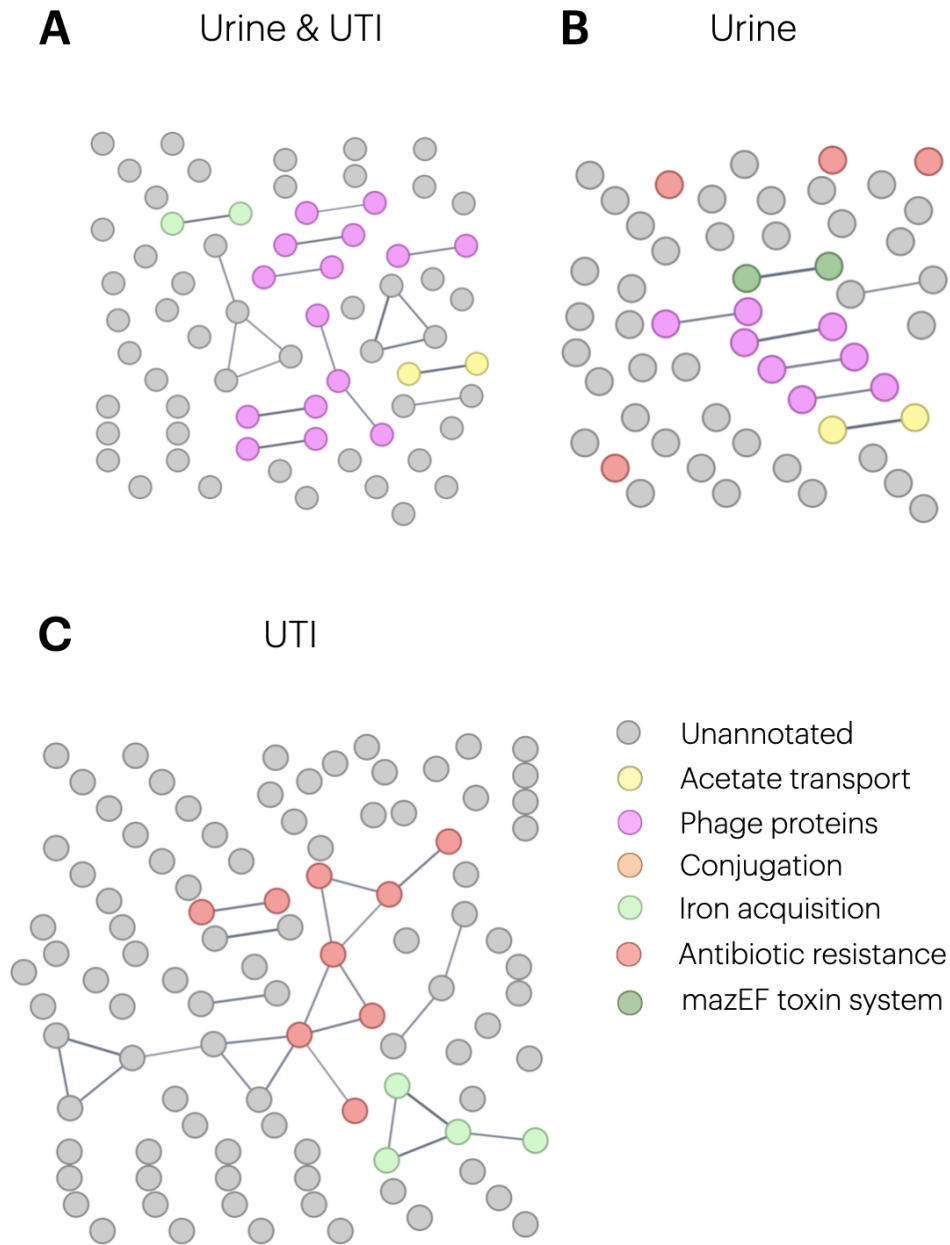 A
Urine & UTI
B
Urine
C
UTI
Unannotated
Acetate transport
Phage proteins
Conjugation
Iron acquisition
Antibiotic resistance
mazEF toxin system